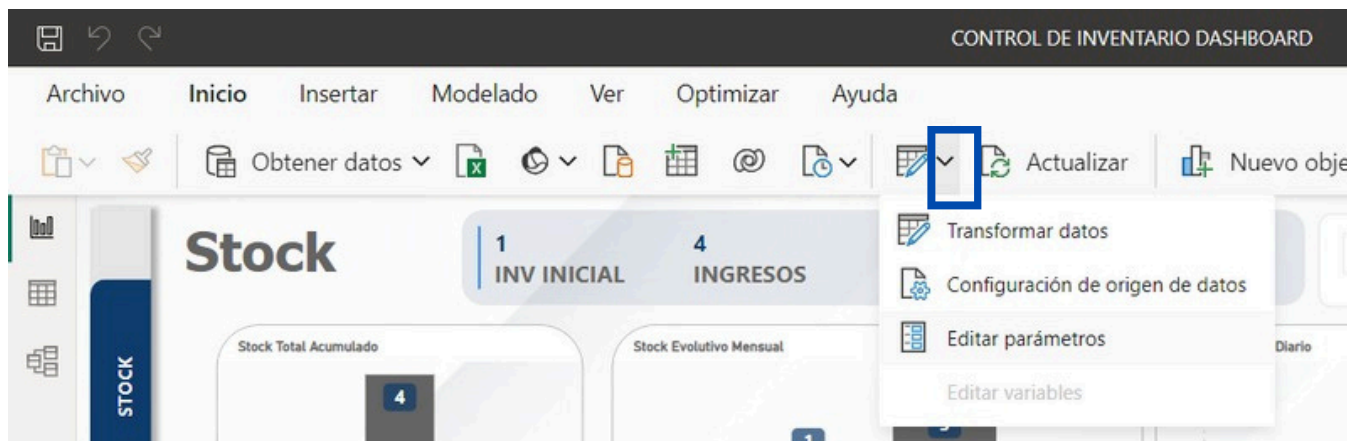 CONTROL DE INVENTARIO DASHBOARD
Archivo Inicio Insertar Modelado Ver Optimizar Ayuda
Obtener datos Actualizar Nuevo obje
Stock
1 4
INV INICIAL INGRESOS
Transformar datos
Configuración de origen de datos
Editar parámetros
Editar variables
STOCK
Stock Total Acumulado
Stock Evolutivo Mensual
Diario
4
1